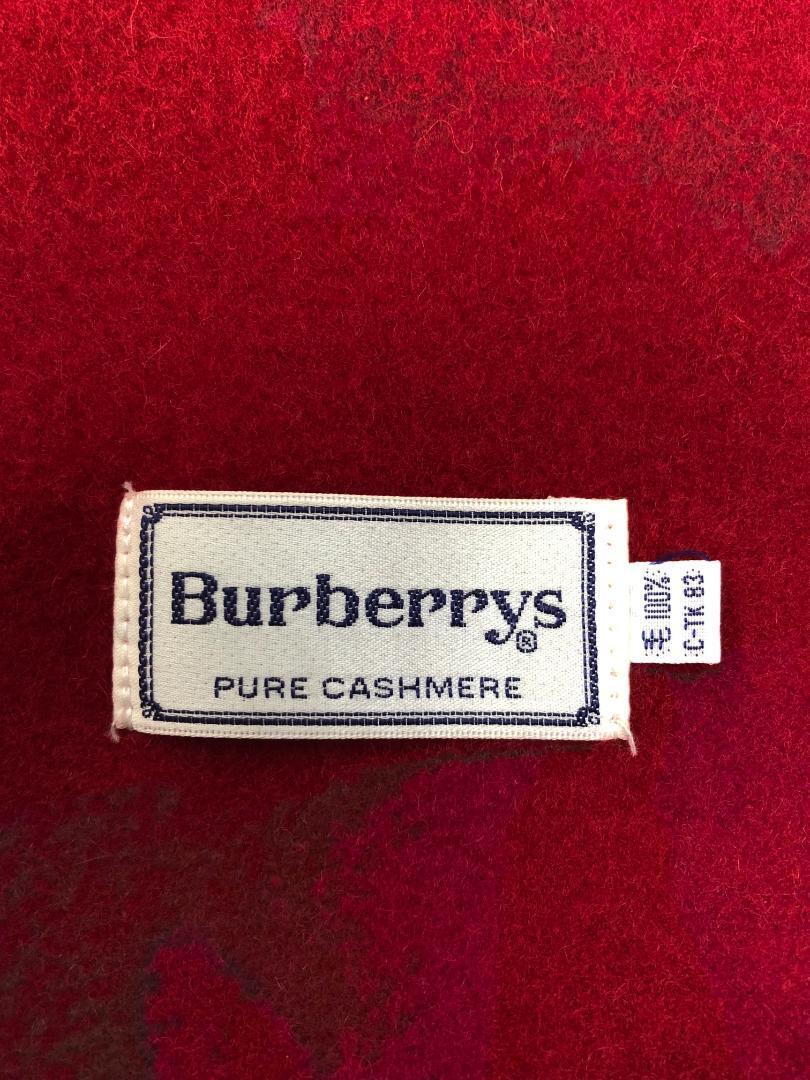 Burberrys
®
PURE CASHMERE
毛 100%
C-TK 83